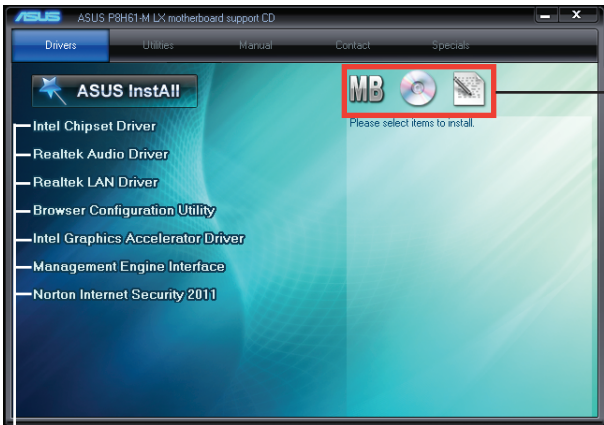 ASUS ASUS P8H61-M LX motherboard support CD
Drivers Utilities Manual Contact Specials
ASUS InstAll
MB
Please select items to install.
Intel Chipset Driver
Realtek Audio Driver
Realtek LAN Driver
Browser Configuration Utility
Intel Graphics Accelerator Driver
Management Engine Interface
Norton Internet Security 2011